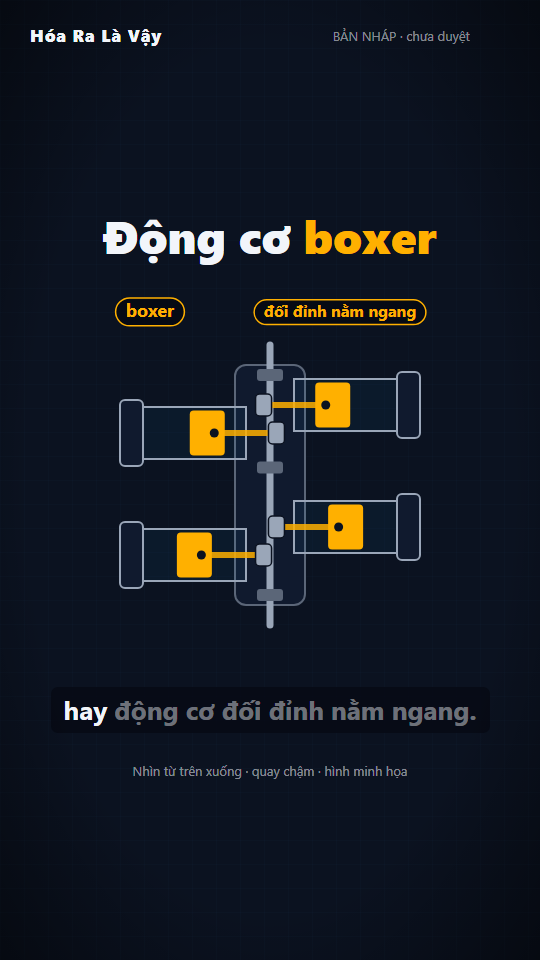 Hóa Ra Là Vậy
BẢN NHÁP · chưa duyệt
Động cơ boxer
boxer
đối đỉnh nằm ngang
hay động cơ đối đỉnh nằm ngang.
Nhìn từ trên xuống · quay chậm · hình minh họa